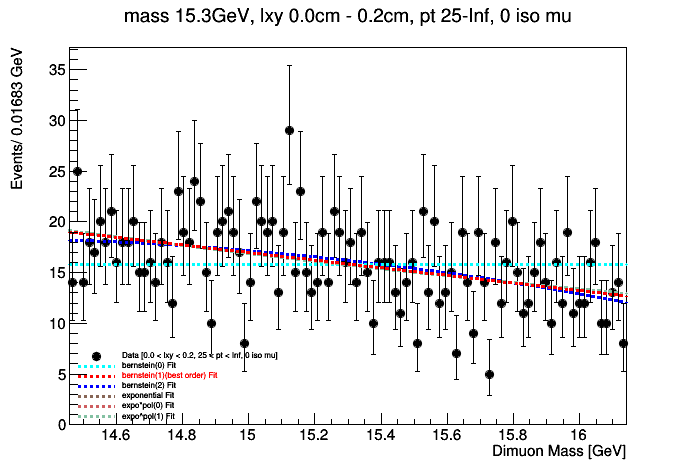 mass 15.3GeV, lxy 0.0cm - 0.2cm, pt 25-Inf, 0 iso mu
Events/ 0.01683 GeV
35
30
25
20
15
10
5
0
Data [0.0 < lxy < 0.2, 25 < pt < Inf, 0 iso mu]
bernstein(0) Fit
bernstein(1)(best order) Fit
bernstein(2) Fit
exponential Fit
expo*pol(0) Fit
expo*pol(1) Fit
14.6 14.8 15 15.2 15.4 15.6 15.8 16
Dimuon Mass [GeV]